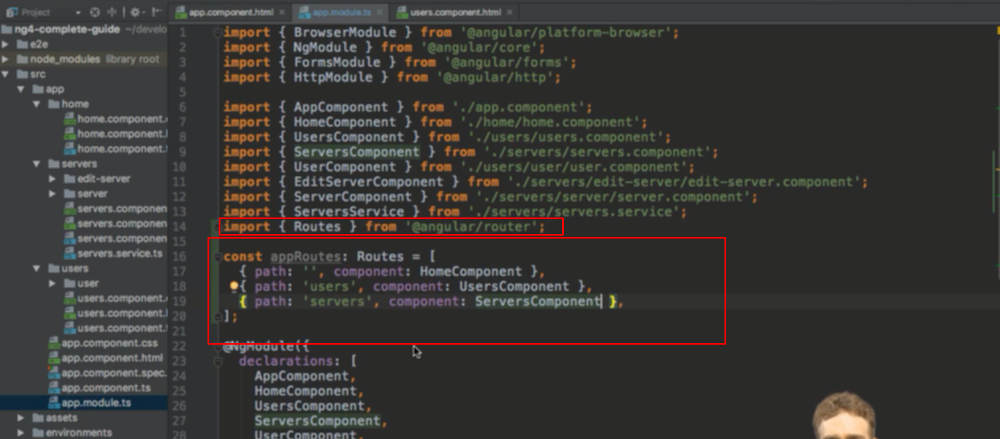 Project
app.component.html
app.module.ts
users.component.html
ng4-complete-guide ~/develo
e2e
node_modules library root
src
app
home
home.component.
home.component.
home.component.
servers
edit-server
server
servers.componen
servers.componen
servers.componen
servers.service.ts
users
user
users.component.
users.component.
users.component.
app.component.css
app.component.html
app.component.spec.
app.component.ts
app.module.ts
assets
environments
1 import { BrowserModule } from '@angular/platform-browser';
2 import { NgModule } from '@angular/core';
3 import { FormsModule } from '@angular/forms';
4 import { HttpModule } from '@angular/http';
5
6 import { AppComponent } from './app.component';
7 import { HomeComponent } from './home/home.component';
8 import { UsersComponent } from './users/users.component';
9 import { ServersComponent } from './servers/servers.component';
10 import { UserComponent } from './users/user/user.component';
11 import { EditServerComponent } from './servers/edit-server/edit-server.component';
12 import { ServerComponent } from './servers/server/server.component';
13 import { ServersService } from './servers/servers.service';
14 import { Routes } from '@angular/router';
15
16 const appRoutes: Routes = [
17 { path: '', component: HomeComponent },
18 { path: 'users', component: UsersComponent },
19 { path: 'servers', component: ServersComponent },
20 ];
21
22 @NgModule({
23 declarations: [
24 AppComponent,
25 HomeComponent,
26 UsersComponent,
27 ServersComponent,
28 UserComponent,